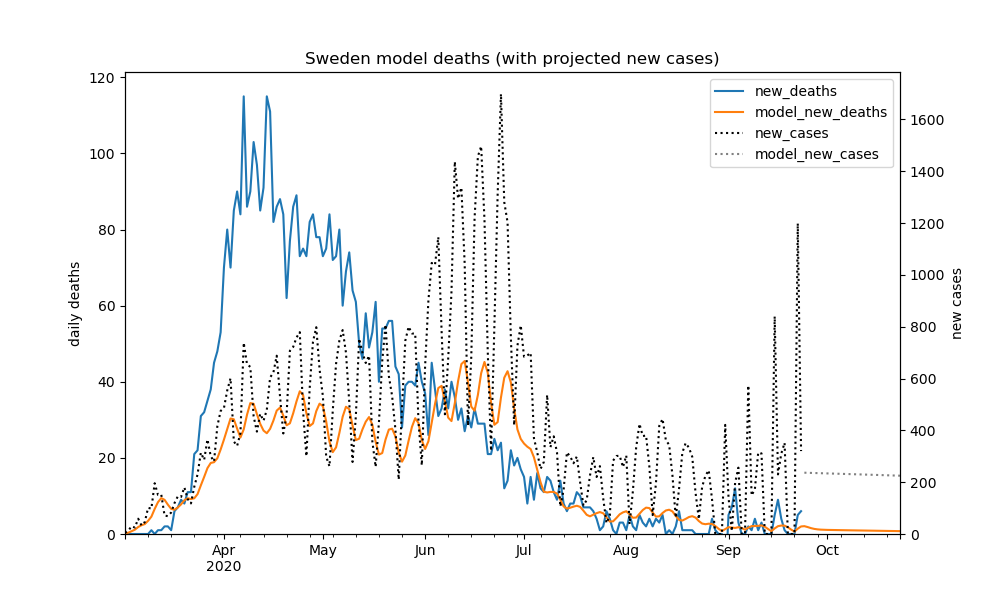 Sweden model deaths (with projected new cases)
new_deaths
model_new_deaths
new_cases
model_new_cases
daily deaths
new cases
120
100
80
60
40
20
0
1600
1400
1200
1000
800
600
400
200
0
Apr
2020
May
Jun
Jul
Aug
Sep
Oct